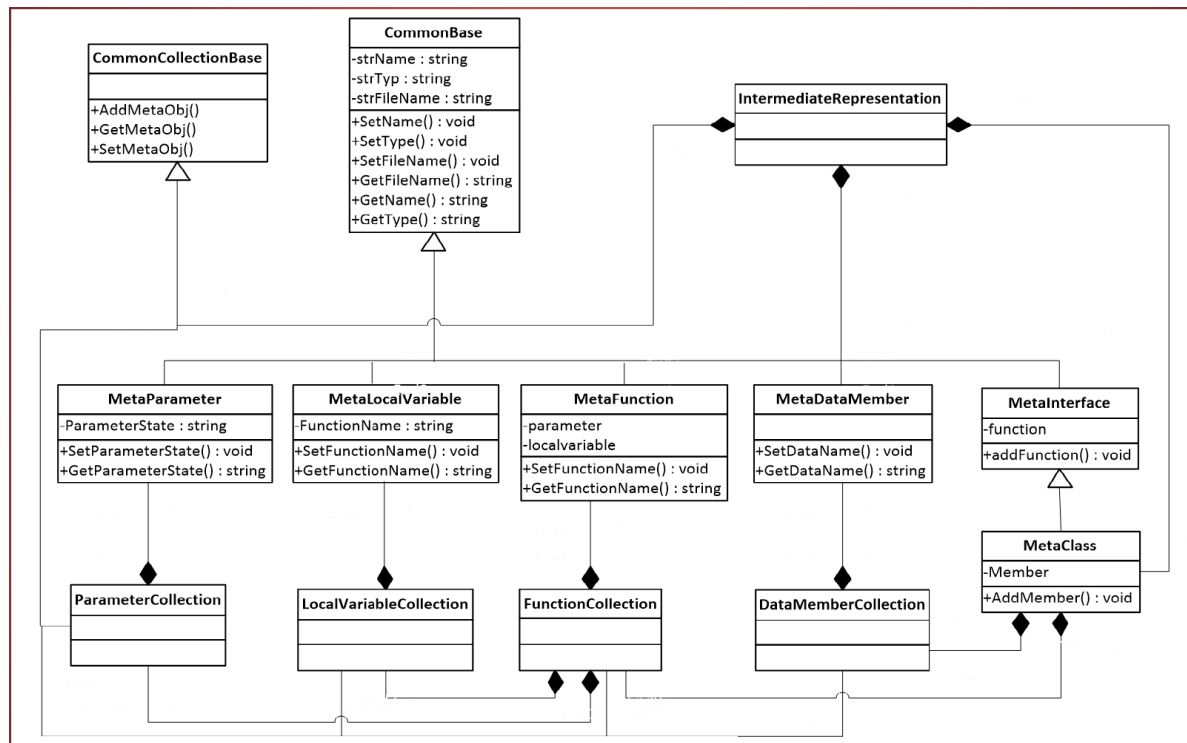 CommonCollectionBase
+AddMetaObj()
+GetMetaObj()
+SetMetaObj()
CommonBase
-strName : string
-strTyp : string
-strFileName : string
+SetName() : void
+SetType() : void
+SetFileName() : void
+GetFileName() : string
+GetName() : string
+GetType() : string
IntermediateRepresentation
MetaParameter
-ParameterState : string
+SetParameterState() : void
+GetParameterState() : string
MetaLocalVariable
-FunctionName : string
+SetFunctionName() : void
+GetFunctionName() : string
MetaFunction
-parameter
-localvariable
+SetFunctionName() : void
+GetFunctionName() : string
MetaDataMember
+SetDataName() : void
+GetDataName() : string
MetaInterface
-function
+addFunction() : void
MetaClass
-Member
+AddMember() : void
ParameterCollection
LocalVariableCollection
FunctionCollection
DataMemberCollection